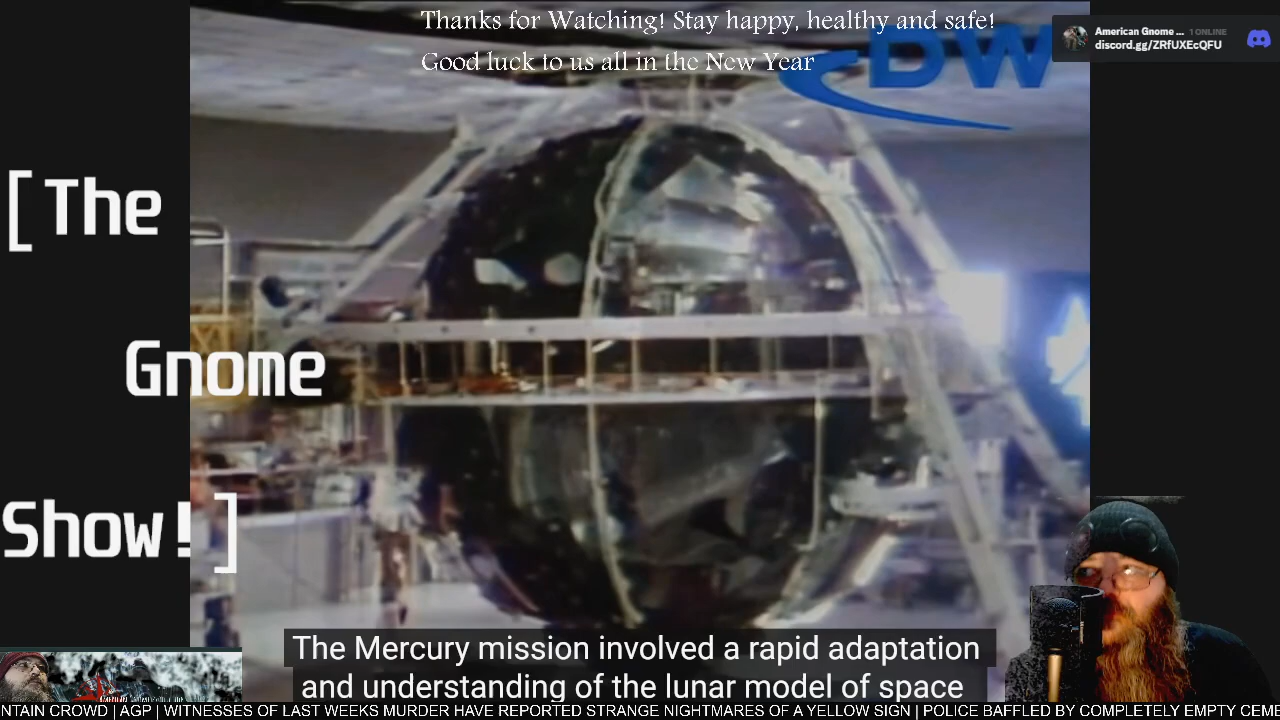 Thanks for Watching! Stay happy, healthy and safe!
Good luck to us all in the New Year
DW
American Gnome ... 1 ONLINE
discord.gg/ZRfUXEcQFU
[The
Gnome
Show!]
The Mercury mission involved a rapid adaptation
and understanding of the lunar model of space
NTAIN CROWD | AGP | WITNESSES OF LAST WEEKS MURDER HAVE REPORTED STRANGE NIGHTMARES OF A YELLOW SIGN | POLICE BAFFLED BY COMPLETELY EMPTY CEME